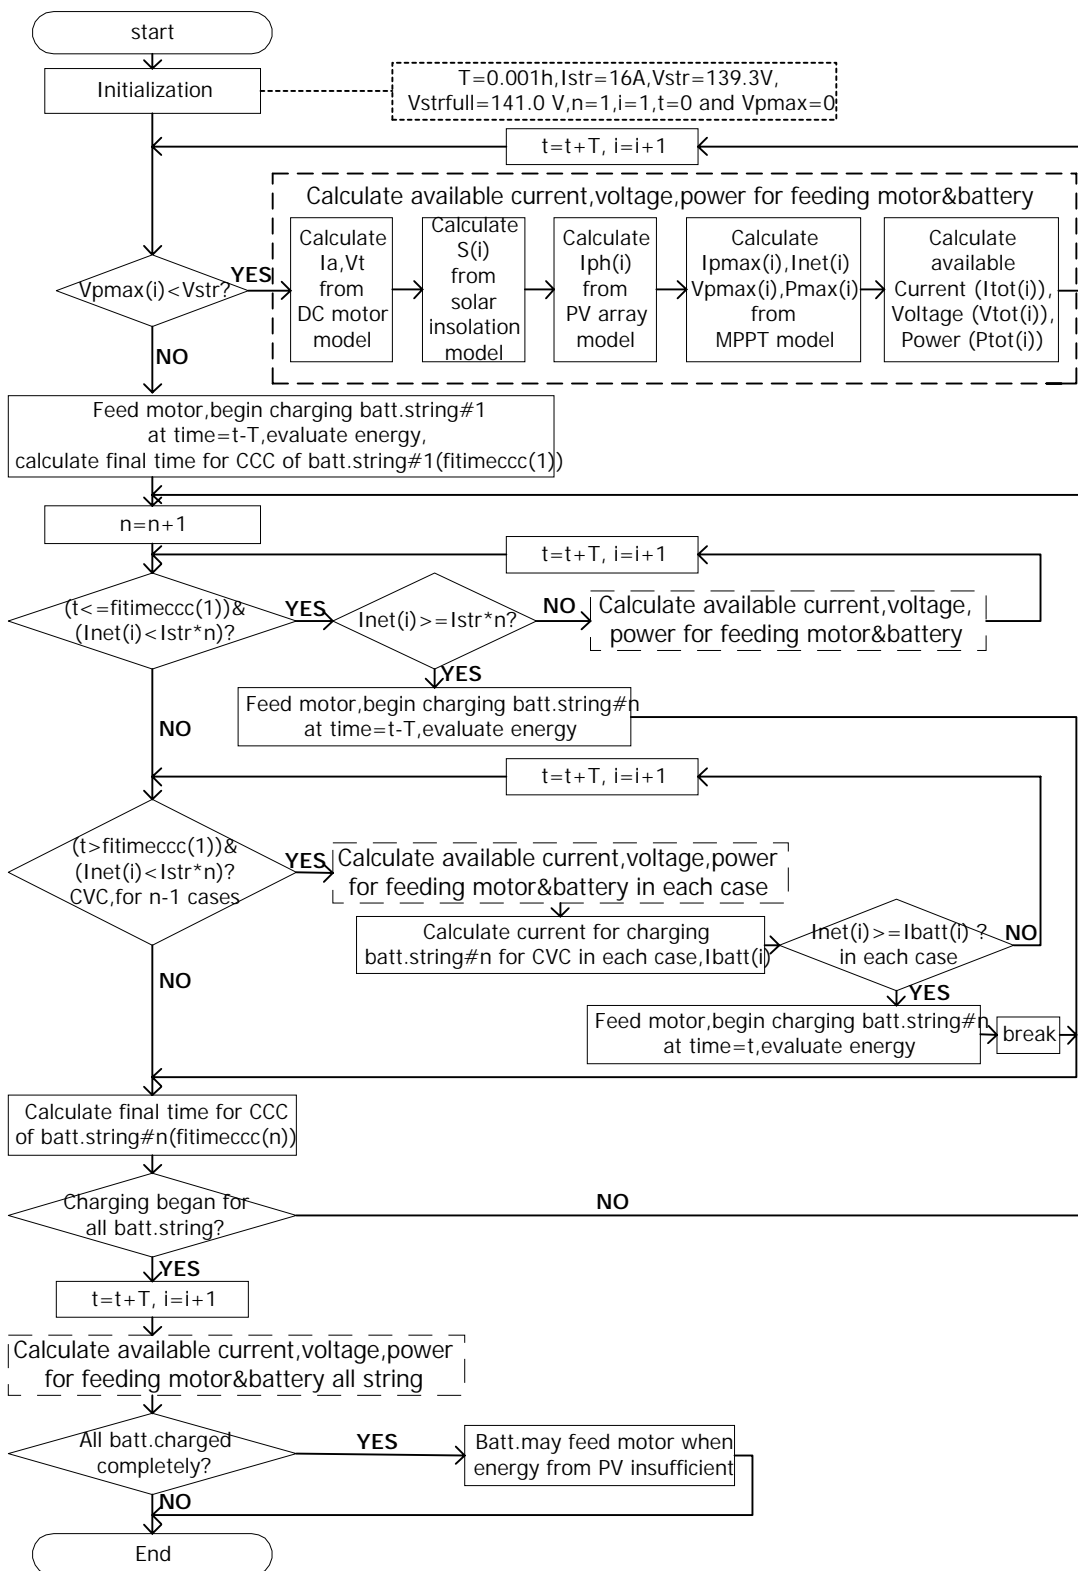 start
Initialization
T=0.001h,Istr=16A,Vstr=139.3V,
Vstrfull=141.0 V,n=1,i=1,t=0 and Vpmax=0
t=t+T, i=i+1
Calculate available current,voltage,power for feeding motor&battery
Vpmax(i)<Vstr?
YES
Calculate
Ia,Vt
from
DC motor
model
Calculate
S(i)
from
solar
insolation
model
Calculate
Iph(i)
from
PV array
model
Calculate
Ipmax(i),Inet(i)
Vpmax(i),Pmax(i)
from
MPPT model
Calculate
available
Current (Itot(i)),
Voltage (Vtot(i)),
Power (Ptot(i))
NO
Feed motor,begin charging batt.string#1
at time=t-T,evaluate energy,
calculate final time for CCC of batt.string#1(fitimeccc(1))
n=n+1
t=t+T, i=i+1
(t<=fitimeccc(1))&
(Inet(i)<Istr*n)?
YES
Inet(i)>=Istr*n?
NO
Calculate available current,voltage,
power for feeding motor&battery
YES
Feed motor,begin charging batt.string#n
at time=t-T,evaluate energy
NO
t=t+T, i=i+1
(t>fitimeccc(1))&
(Inet(i)<Istr*n)?
CVC,for n-1 cases
YES
Calculate available current,voltage,power
for feeding motor&battery in each case
Calculate current for charging
batt.string#n for CVC in each case,Ibatt(i)
Inet(i)>=Ibatt(i) ?
in each case
NO
YES
Feed motor,begin charging batt.string#n
at time=t,evaluate energy
break
NO
Calculate final time for CCC
of batt.string#n(fitimeccc(n))
Charging began for
all batt.string?
NO
YES
t=t+T, i=i+1
Calculate available current,voltage,power
for feeding motor&battery all string
All batt.charged
completely?
YES
Batt.may feed motor when
energy from PV insufficient
NO
End